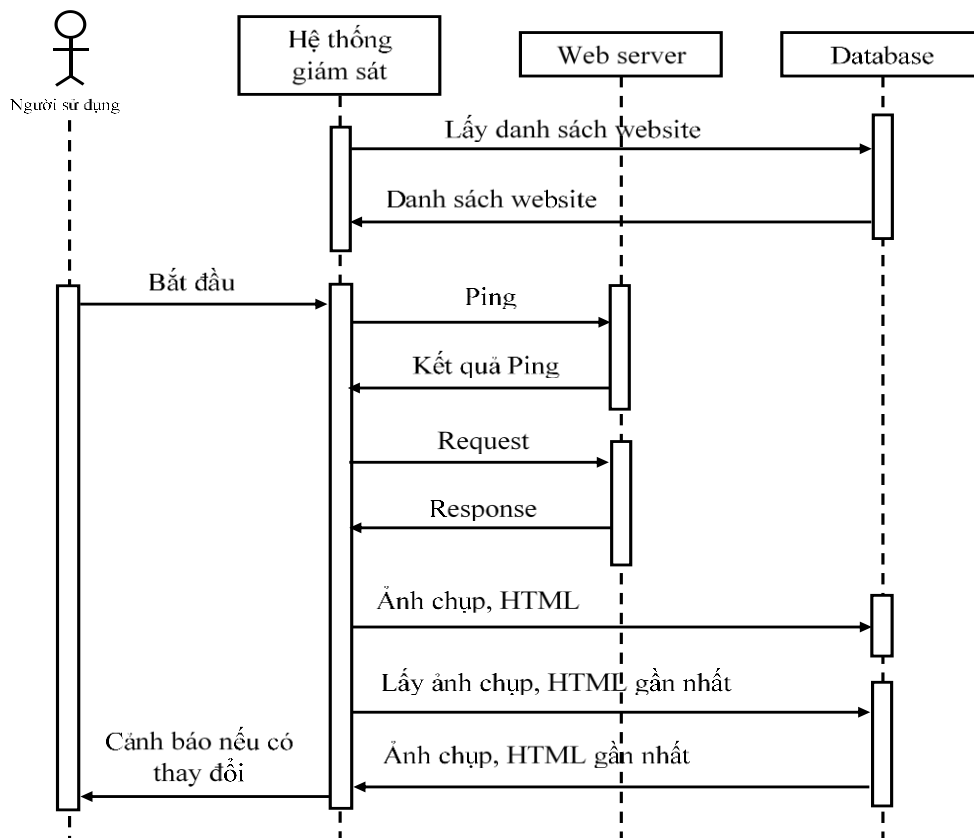 Hệ thống
giám sát
Web server
Database
Người sử dụng
Lấy danh sách website
Danh sách website
Bắt đầu
Ping
Kết quả Ping
Request
Response
Ảnh chụp, HTML
Lấy ảnh chụp, HTML gần nhất
Cảnh báo nếu có
thay đổi
Ảnh chụp, HTML gần nhất